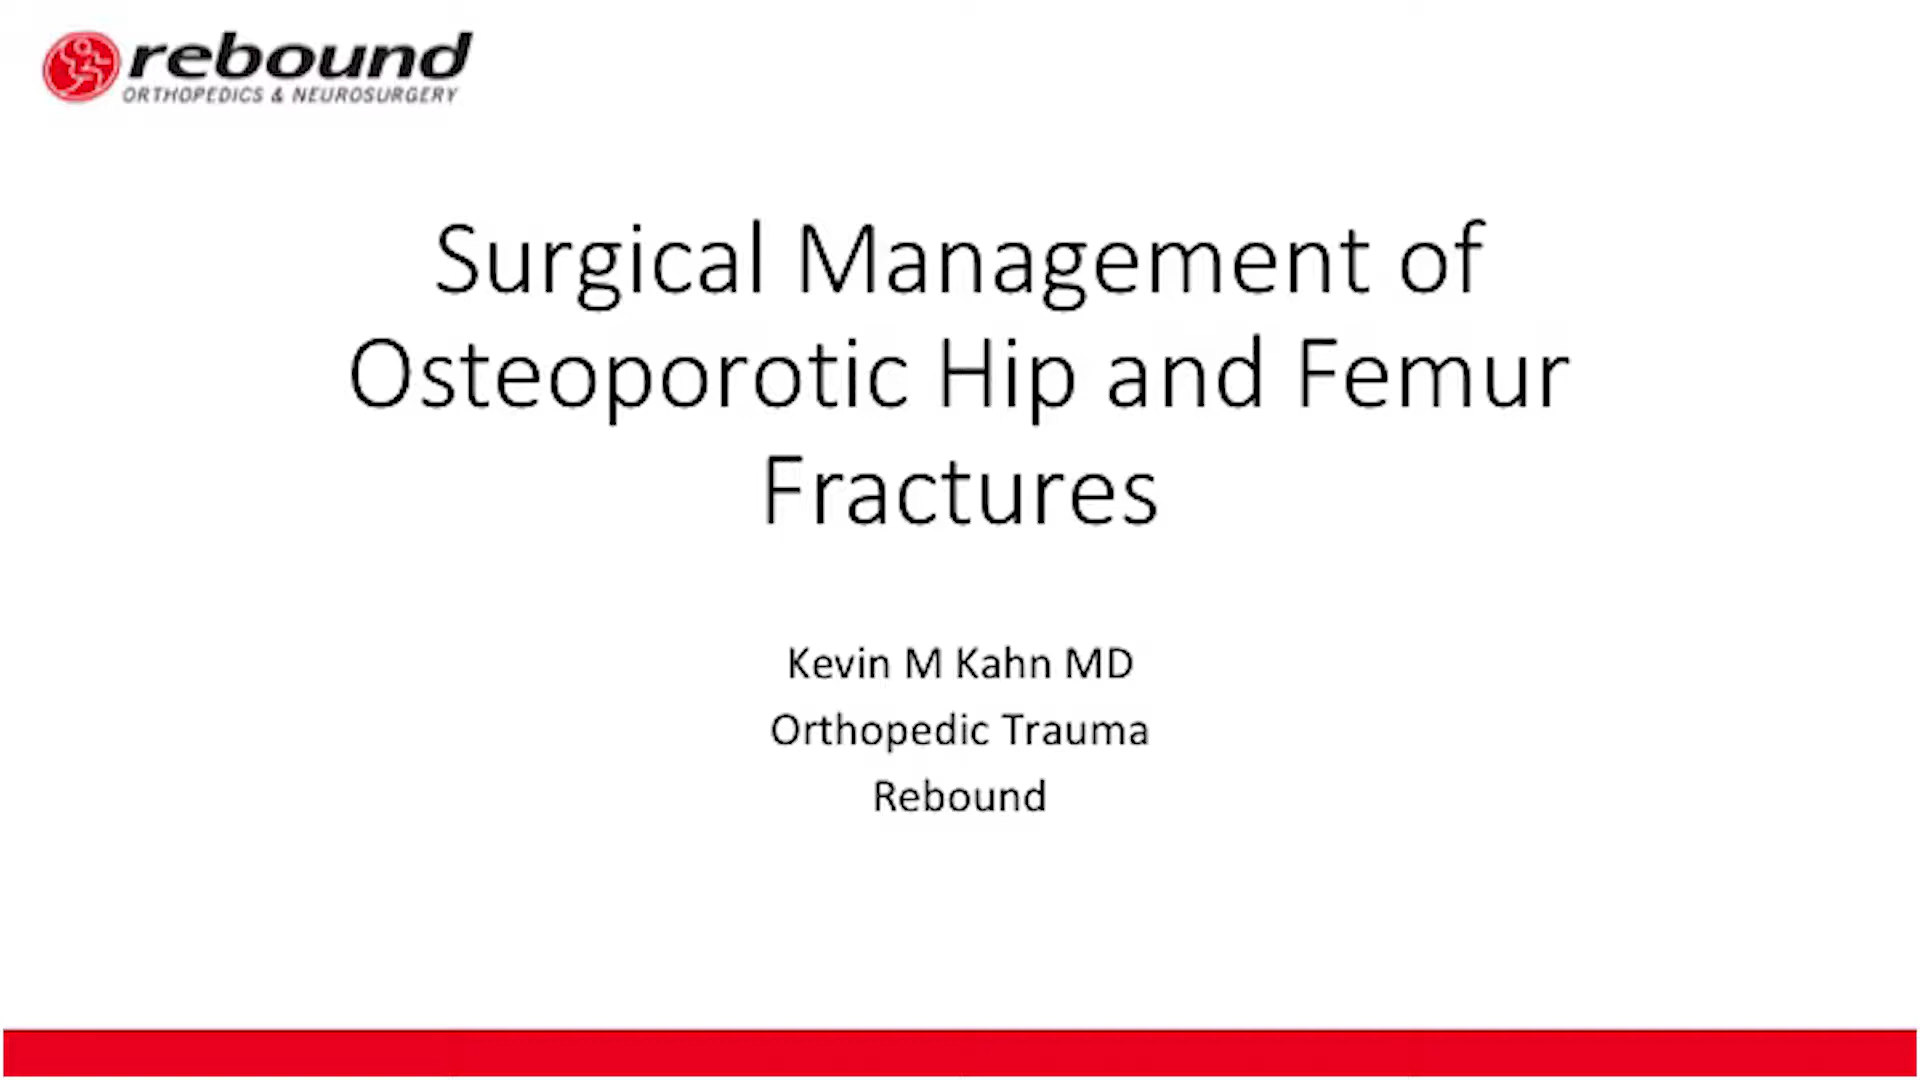 rebound
ORTHOPEDICS & NEUROSURGERY
Surgical Management of
Osteoporotic Hip and Femur
Fractures
Kevin M Kahn MD
Orthopedic Trauma
Rebound